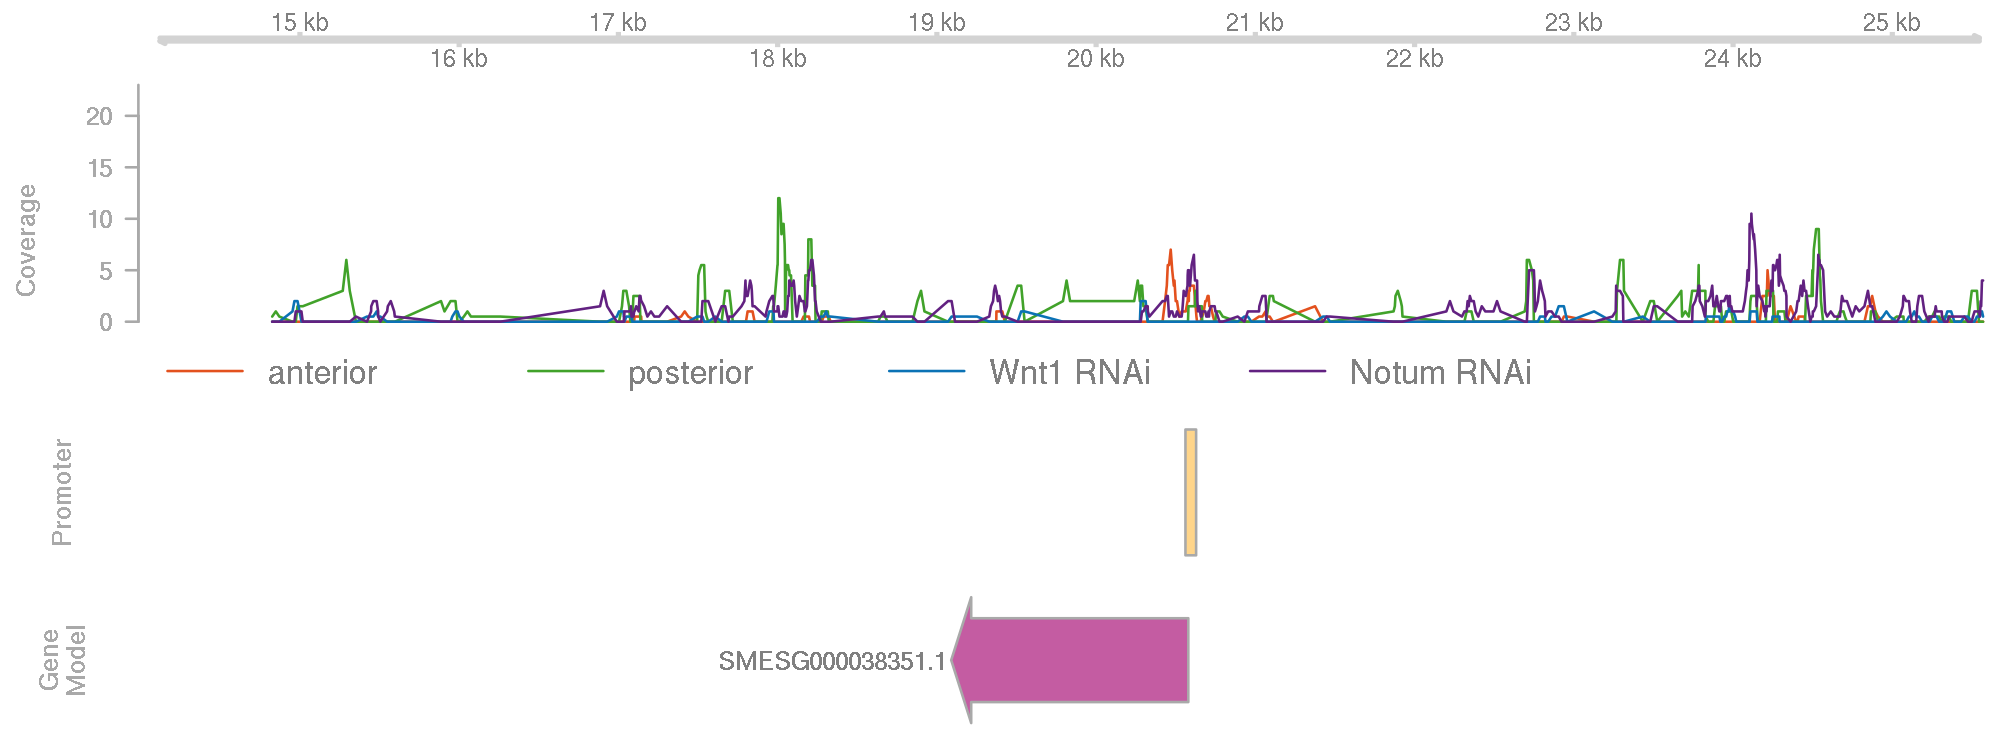 15 kb 17 kb 19 kb 21 kb 23 kb 25 kb
16 kb 18 kb 20 kb 22 kb 24 kb
Coverage
20
15
10
5
0
anterior posterior Wnt1 RNAi Notum RNAi
Promoter
Gene
Model
SMESG000038351.1